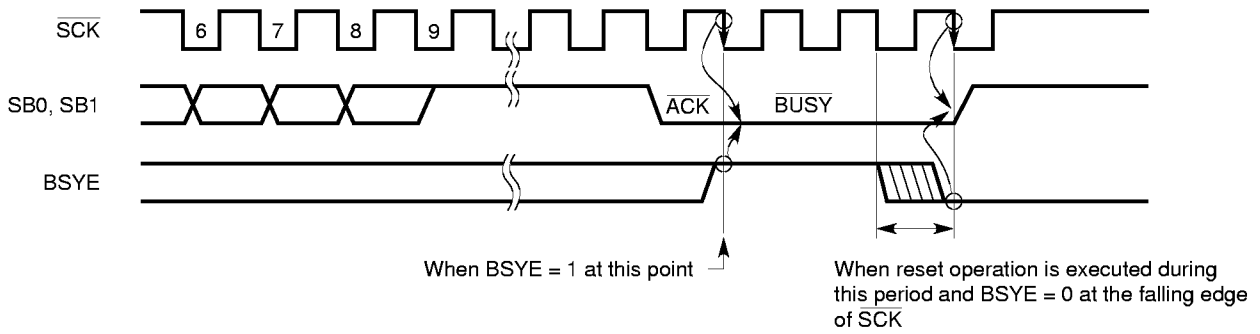 SCK
6 7 8 9
SB0, SB1
ACK
BUSY
BSYE
When BSYE = 1 at this point
When reset operation is executed during
this period and BSYE = 0 at the falling edge
of SCK